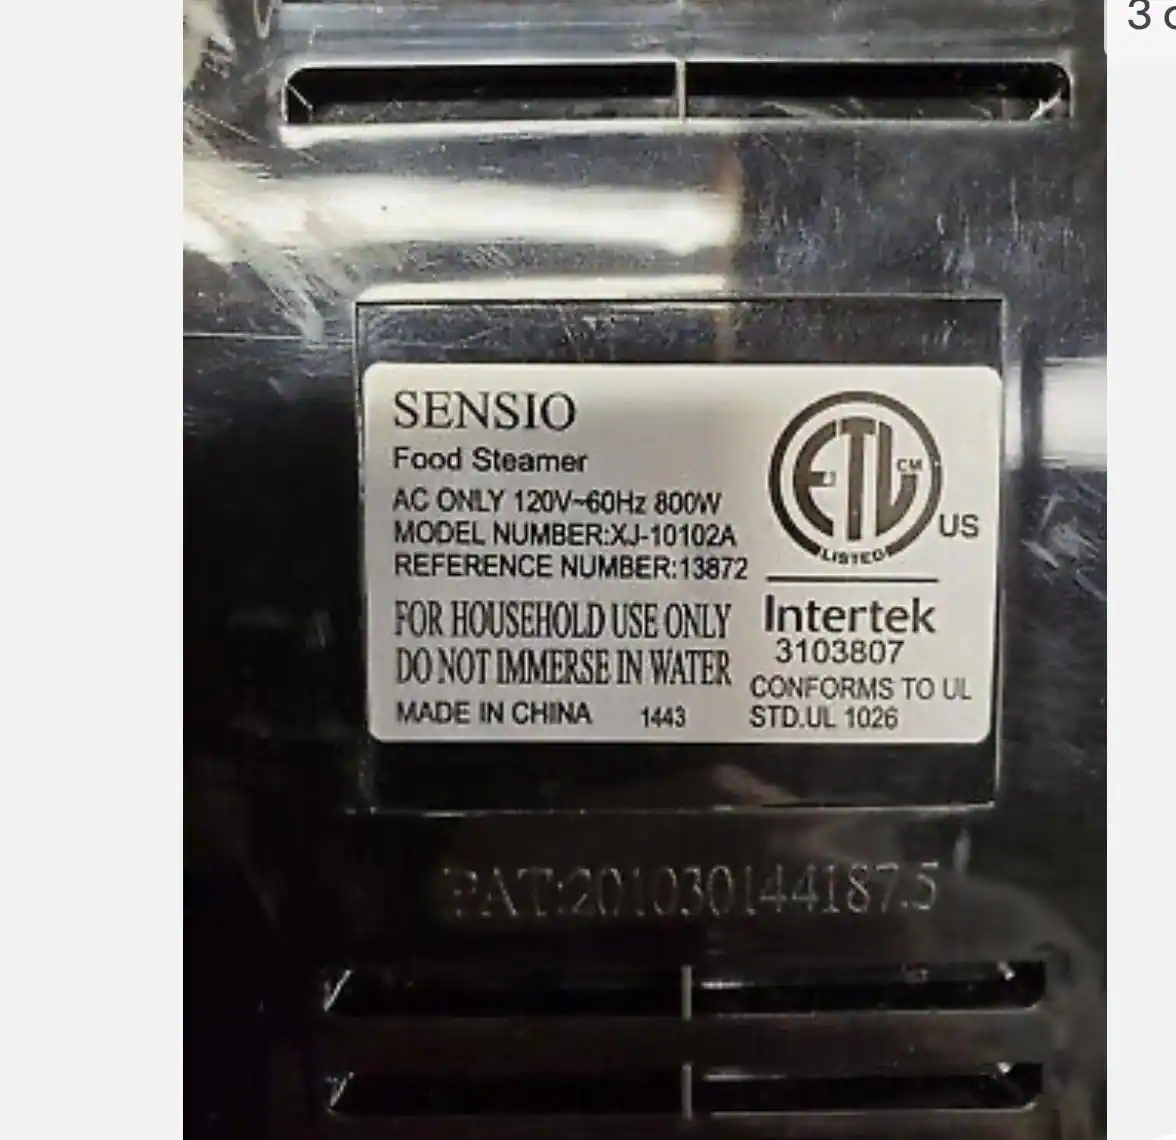 3
SENSIO
Food Steamer
AC ONLY 120V~60Hz 800W
MODEL NUMBER:XJ-10102A
REFERENCE NUMBER:13872
FOR HOUSEHOLD USE ONLY
DO NOT IMMERSE IN WATER
MADE IN CHINA 1443
ETL CM
LISTED
US
Intertek
3103807
CONFORMS TO UL
STD.UL 1026
PAT:201030144187.5